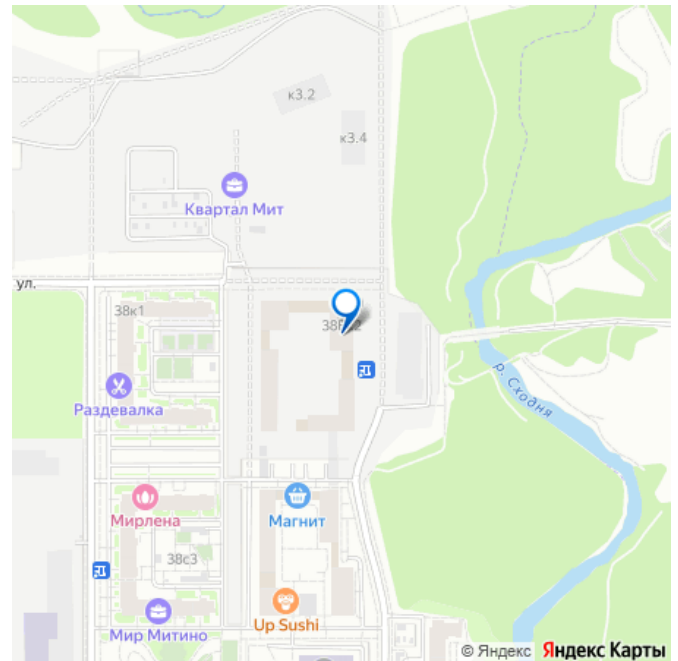 к3.2
к3.4
Квартал Мит
ул.
38к1
Раздевалка
р. Сходня
Мирлена
Магнит
38с3
Up Sushi
Мир Митино
© Яндекс Яндекс Карты